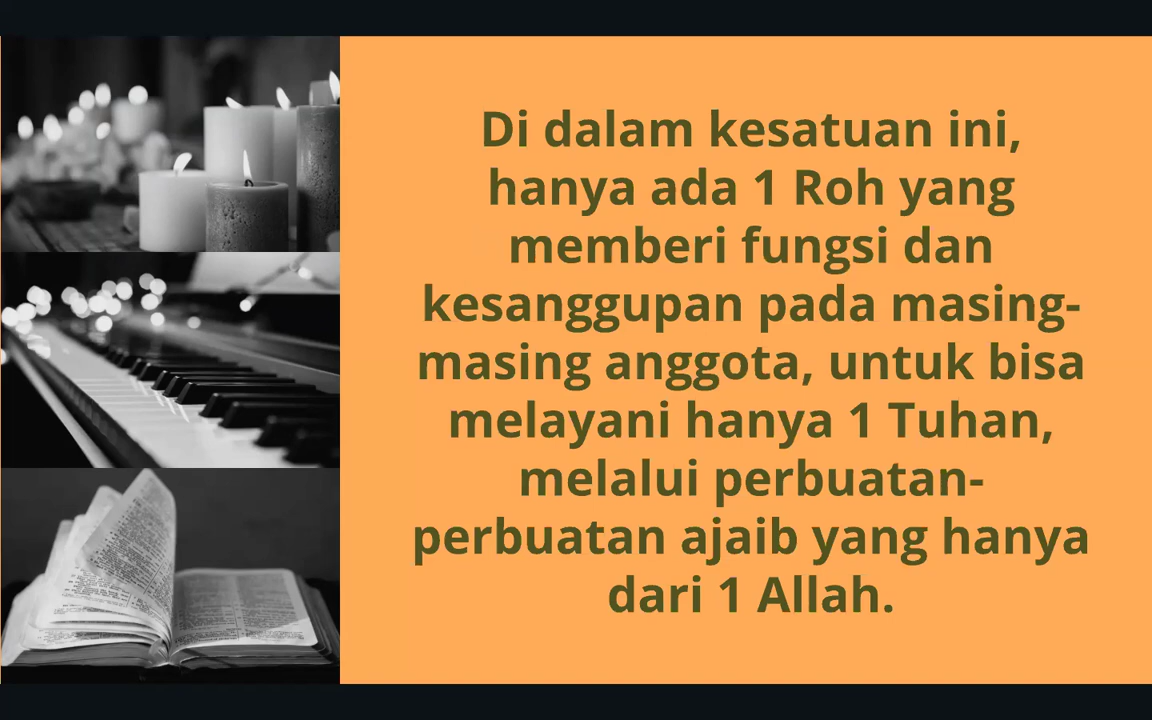 Di dalam kesatuan ini,
hanya ada 1 Roh yang
memberi fungsi dan
kesanggupan pada masing-
masing anggota, untuk bisa
melayani hanya 1 Tuhan,
melalui perbuatan-
perbuatan ajaib yang hanya
dari 1 Allah.